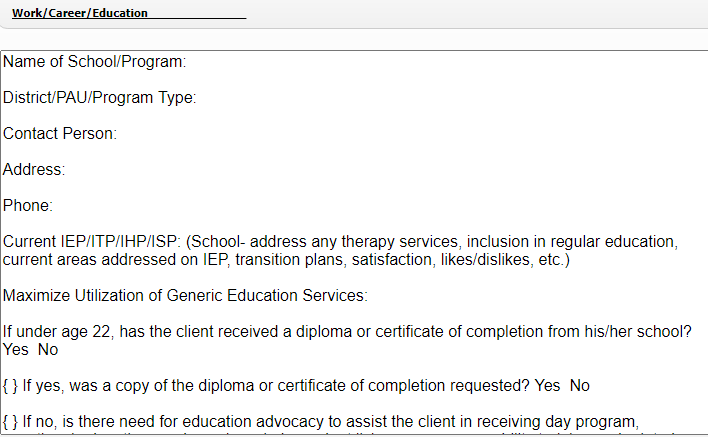 Work/Career/Education
Name of School/Program:
District/PAU/Program Type:
Contact Person:
Address:
Phone:
Current IEP/ITP/IHP/ISP: (School- address any therapy services, inclusion in regular education,
current areas addressed on IEP, transition plans, satisfaction, likes/dislikes, etc.)
Maximize Utilization of Generic Education Services:
If under age 22, has the client received a diploma or certificate of completion from his/her school?
Yes  No
{ } If yes, was a copy of the diploma or certificate of completion requested? Yes  No
{ } If no, is there need for education advocacy to assist the client in receiving day program,